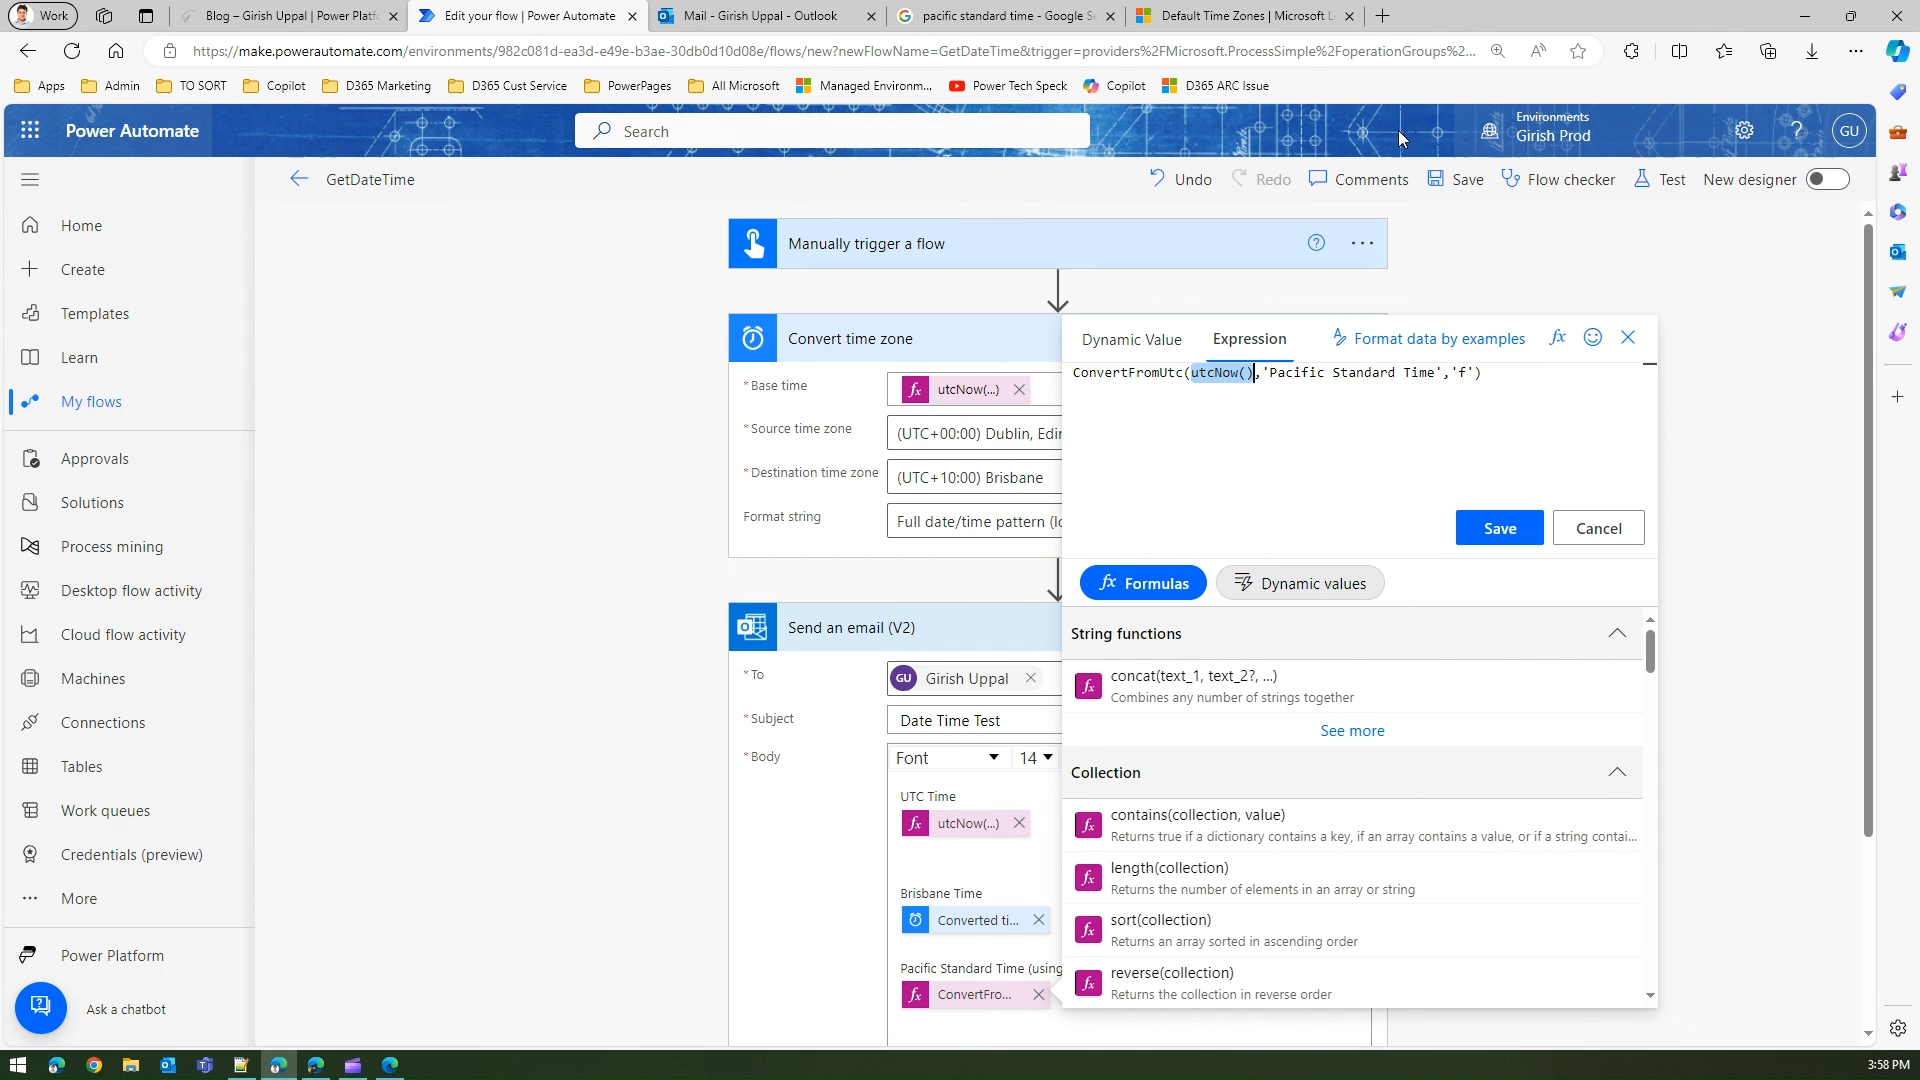 Work
Blog – Girish Uppal | Power Platf
Edit your flow | Power Automate
Mail - Girish Uppal - Outlook
pacific standard time - Google Se
Default Time Zones | Microsoft L
https://make.powerautomate.com/environments/982c081d-ea3d-e49e-b3ae-30db0d10d08e/flows/new?newFlowName=GetDateTime&trigger=providers%2FMicrosoft.ProcessSimple%2FoperationGroups%2...
Apps
Admin
TO SORT
Copilot
D365 Marketing
D365 Cust Service
PowerPages
All Microsoft
Managed Environm...
Power Tech Speck
Copilot
D365 ARC Issue
Power Automate
Search
Environments
Girish Prod
GU
GetDateTime
Undo
Redo
Comments
Save
Flow checker
Test
New designer
Home
Create
Templates
Learn
My flows
Approvals
Solutions
Process mining
Desktop flow activity
Cloud flow activity
Machines
Connections
Tables
Work queues
Credentials (preview)
More
Power Platform
Ask a chatbot
Manually trigger a flow
Convert time zone
* Base time
fx utcNow(...)
* Source time zone
(UTC+00:00) Dublin, Edin
* Destination time zone
(UTC+10:00) Brisbane
Format string
Full date/time pattern (lo
Send an email (V2)
* To
GU Girish Uppal
* Subject
Date Time Test
* Body
Font
14
UTC Time
fx utcNow(...)
Brisbane Time
Converted ti...
Pacific Standard Time (using
fx ConvertFro...
Dynamic Value
Expression
Format data by examples
fx
ConvertFromUtc(utcNow(),'Pacific Standard Time','f')
Save
Cancel
fx Formulas
Dynamic values
String functions
fx concat(text_1, text_2?, ...)
Combines any number of strings together
See more
Collection
fx contains(collection, value)
Returns true if a dictionary contains a key, if an array contains a value, or if a string contai...
fx length(collection)
Returns the number of elements in an array or string
fx sort(collection)
Returns an array sorted in ascending order
fx reverse(collection)
Returns the collection in reverse order
3:58 PM